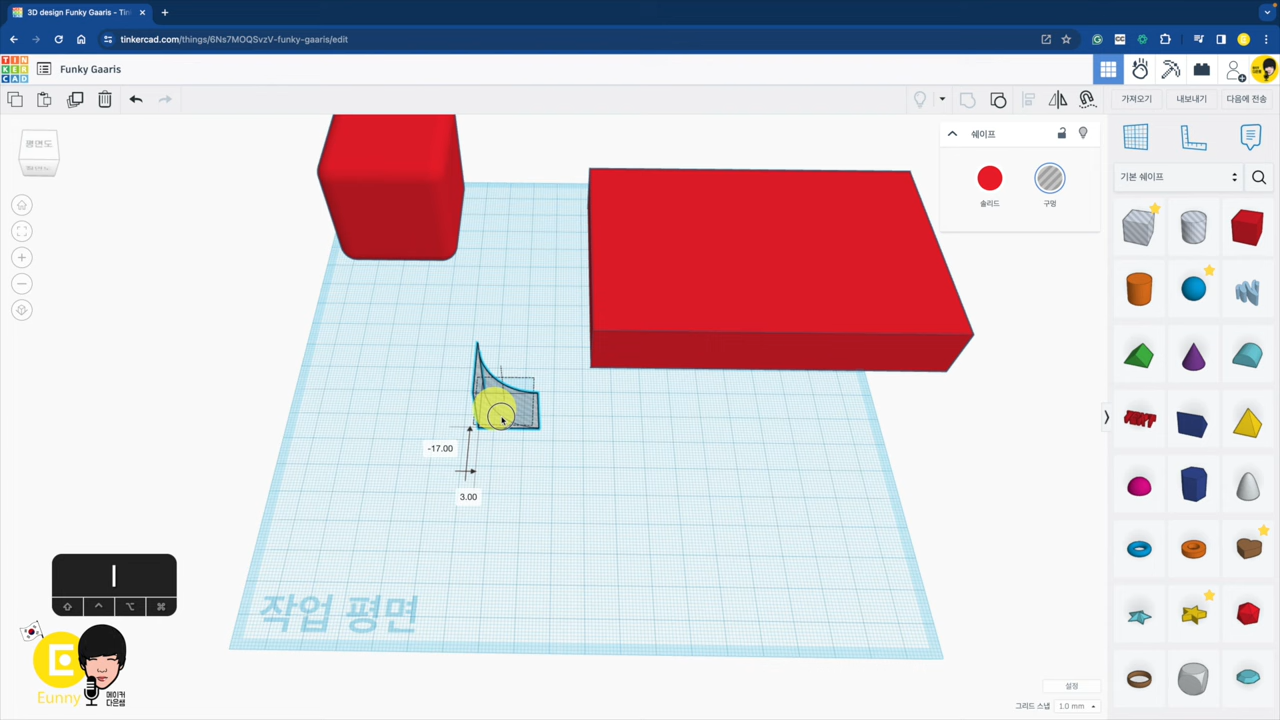 3D design Funky Gaaris - Tin
tinkercad.com/things/6Ns7MOQSvzV-funky-gaaris/edit
TIN
KER
CAD
Funky Gaaris
가져오기
내보내기
다음에 전송
평면도
쉐이프
솔리드
구멍
기본 쉐이프
-17.00
3.00
작업 평면
l
Eunny
메이커
다은쌤
설정
그리드 스냅
1.0 mm